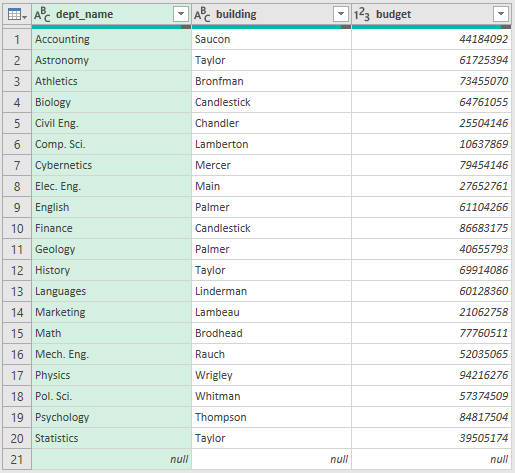 dept_name building budget
1 Accounting Saucon 44184092
2 Astronomy Taylor 61725394
3 Athletics Bronfman 73455070
4 Biology Candlestick 64761055
5 Civil Eng. Chandler 25504146
6 Comp. Sci. Lamberton 10637869
7 Cybernetics Mercer 79454146
8 Elec. Eng. Main 27652761
9 English Palmer 61104266
10 Finance Candlestick 86683175
11 Geology Palmer 40655793
12 History Taylor 69914086
13 Languages Linderman 60128360
14 Marketing Lambeau 21062758
15 Math Brodhead 77760511
16 Mech. Eng. Rauch 52035065
17 Physics Wrigley 94216276
18 Pol. Sci. Whitman 57374509
19 Psychology Thompson 84817504
20 Statistics Taylor 39505174
21 null null null